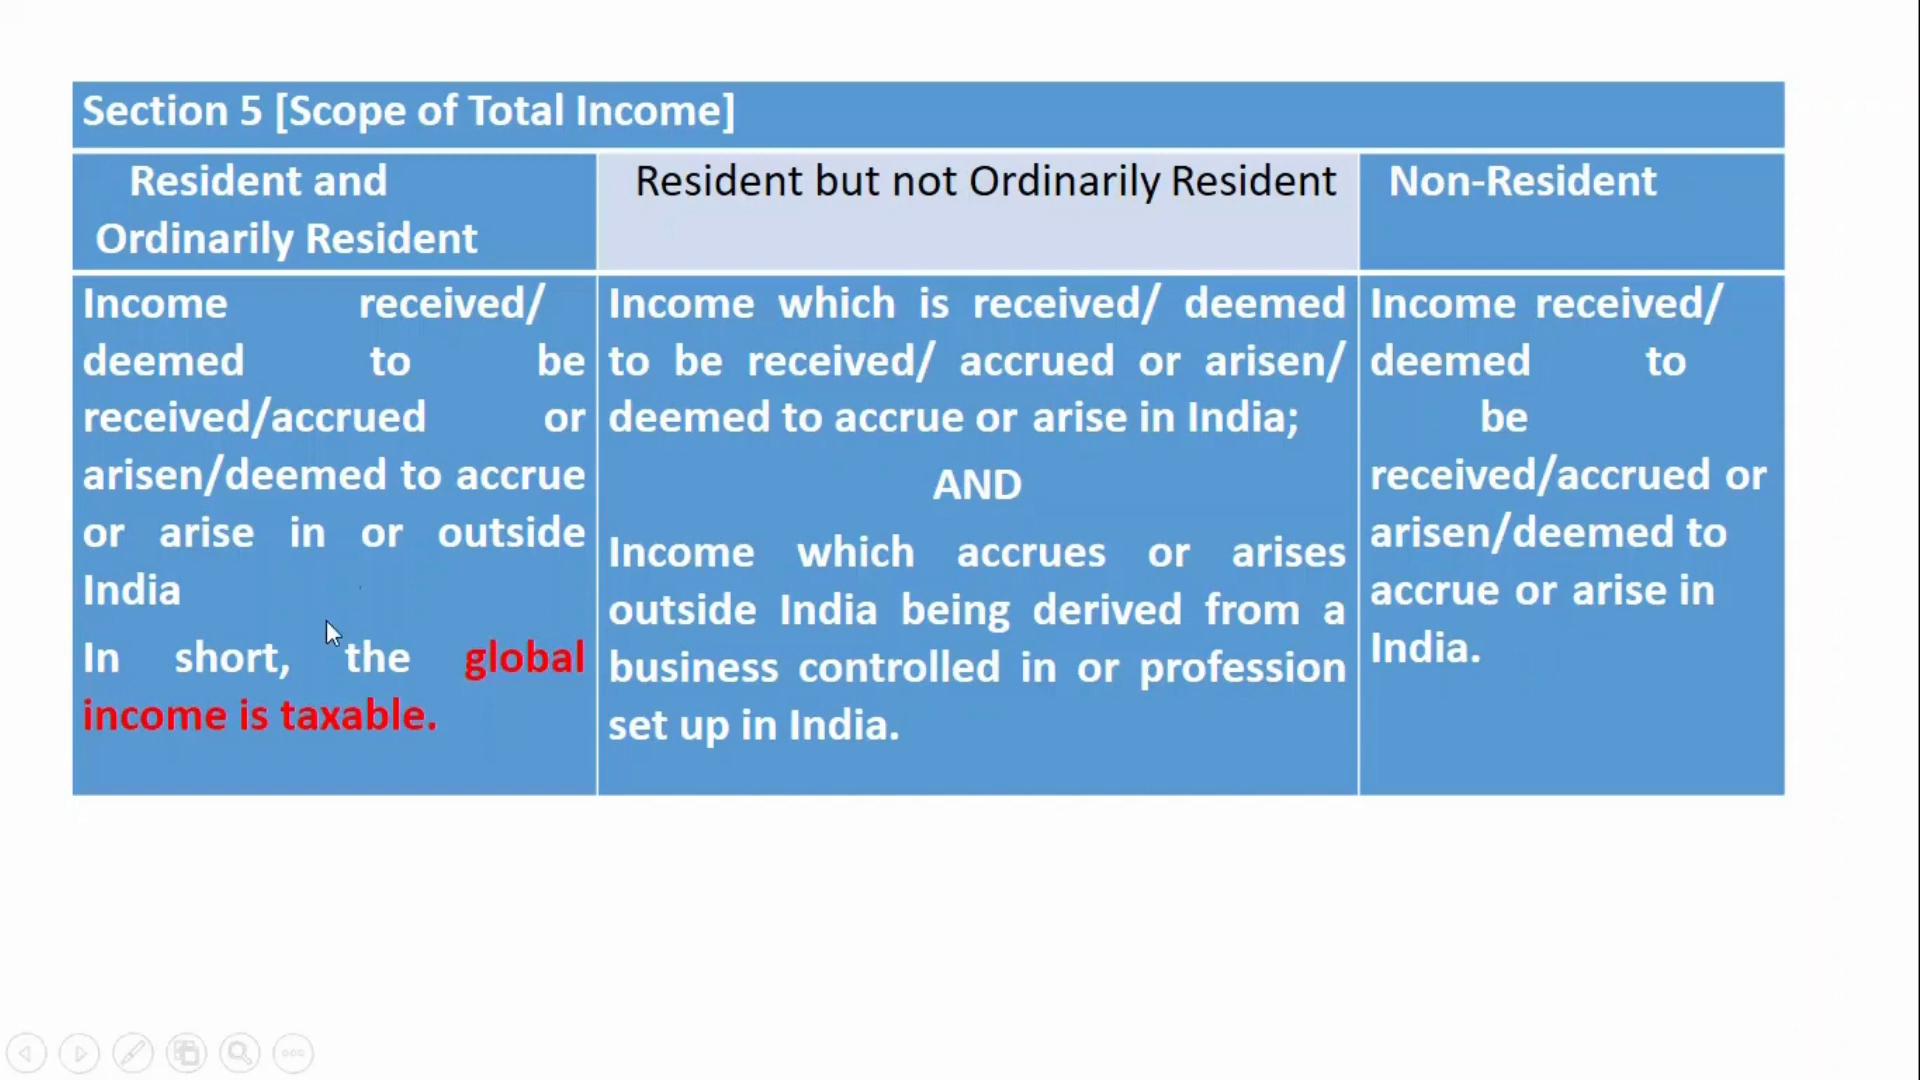 Section 5 [Scope of Total Income]
Resident and
Ordinarily Resident
Resident but not Ordinarily Resident
Non-Resident
Income received/
deemed to be
received/accrued or
arisen/deemed to accrue
or arise in or outside
India
In short, the global
income is taxable.
Income which is received/ deemed
to be received/ accrued or arisen/
deemed to accrue or arise in India;
AND
Income which accrues or arises
outside India being derived from a
business controlled in or profession
set up in India.
Income received/
deemed to
be
received/accrued or
arisen/deemed to
accrue or arise in
India.